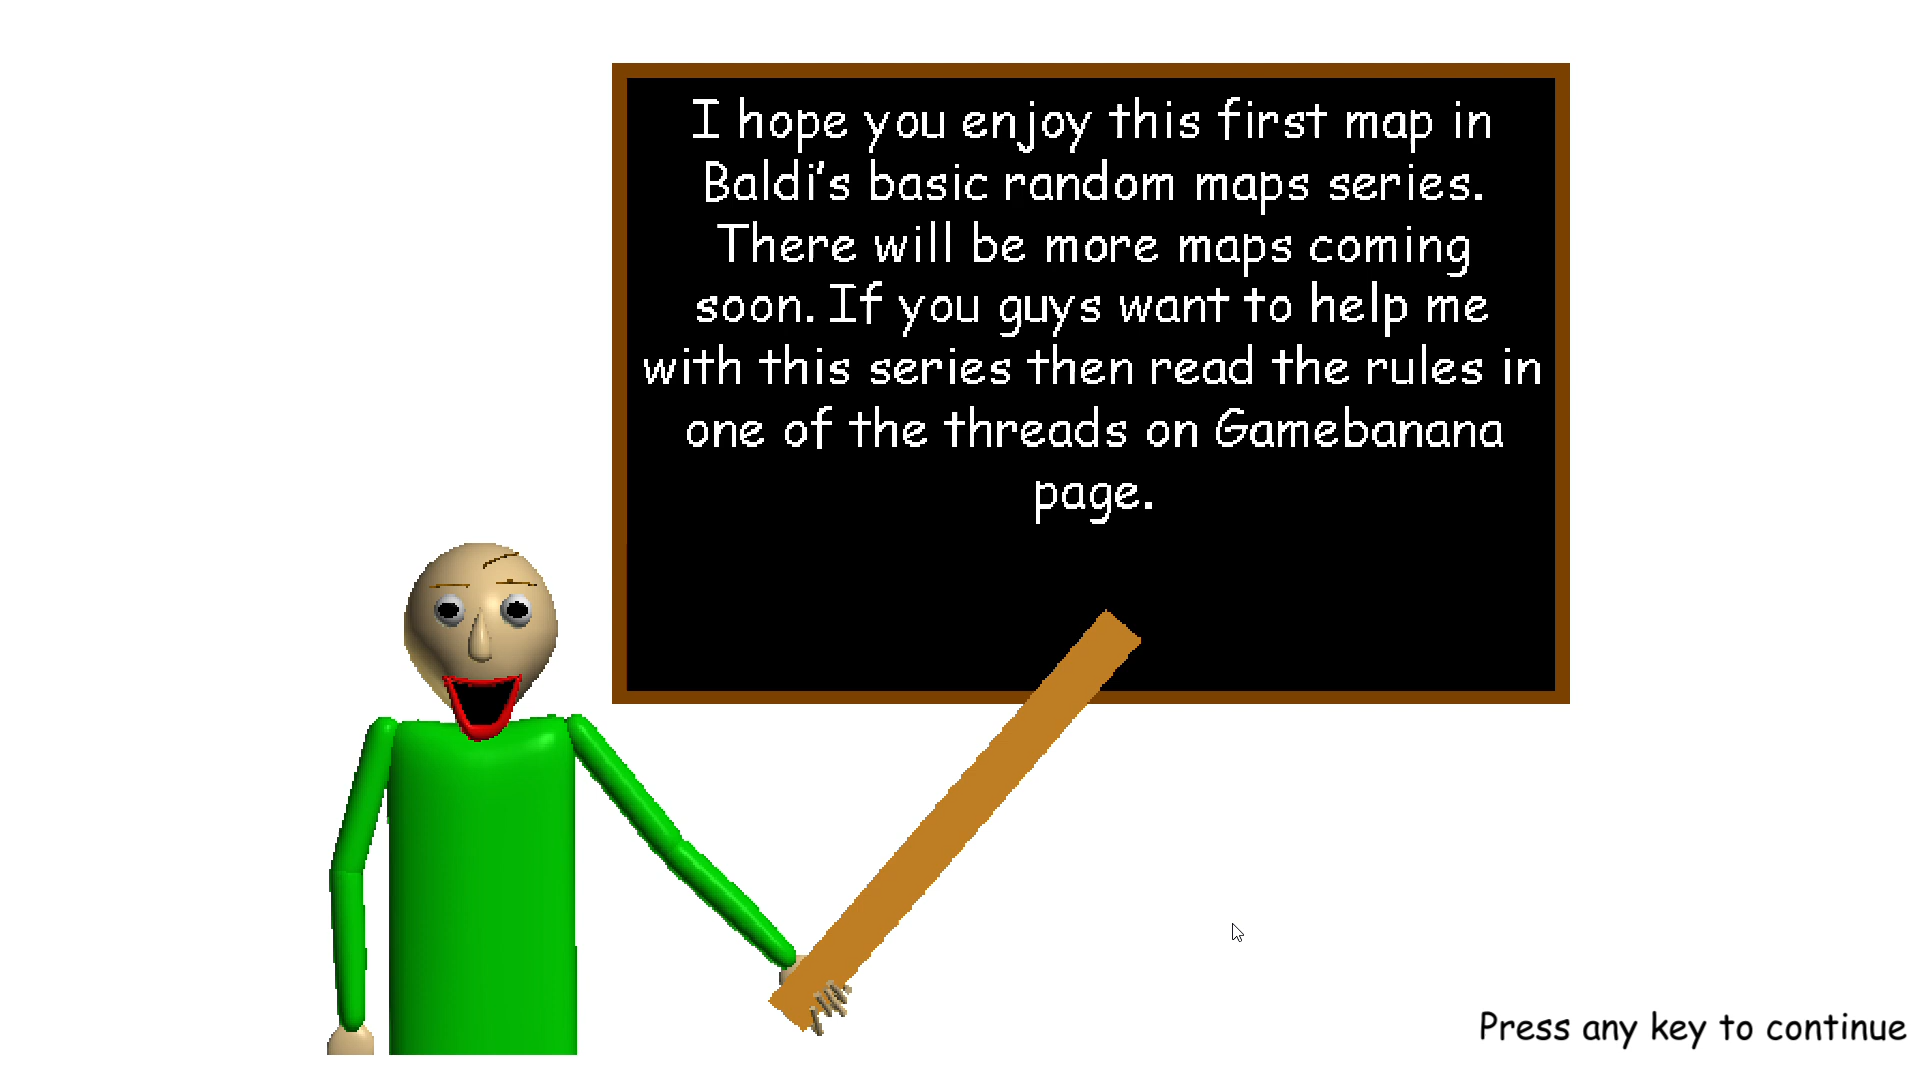 I hope you enjoy this first map in
Baldi's basic random maps series.
There will be more maps coming
soon. If you guys want to help me
with this series then read the rules in
one of the threads on Gamebanana
page.
Press any key to continue